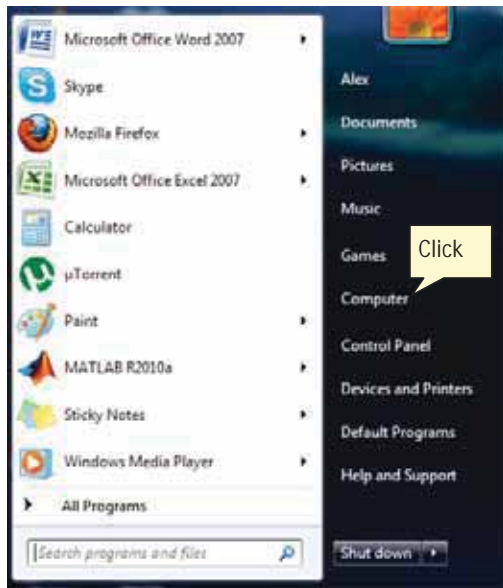 Microsoft Office Word 2007
Skype
Mozilla Firefox
Microsoft Office Excel 2007
Calculator
µTorrent
Paint
MATLAB R2010a
Sticky Notes
Windows Media Player
All Programs
Search programs and files
Alex
Documents
Pictures
Music
Games
Click
Computer
Control Panel
Devices and Printers
Default Programs
Help and Support
Shut down